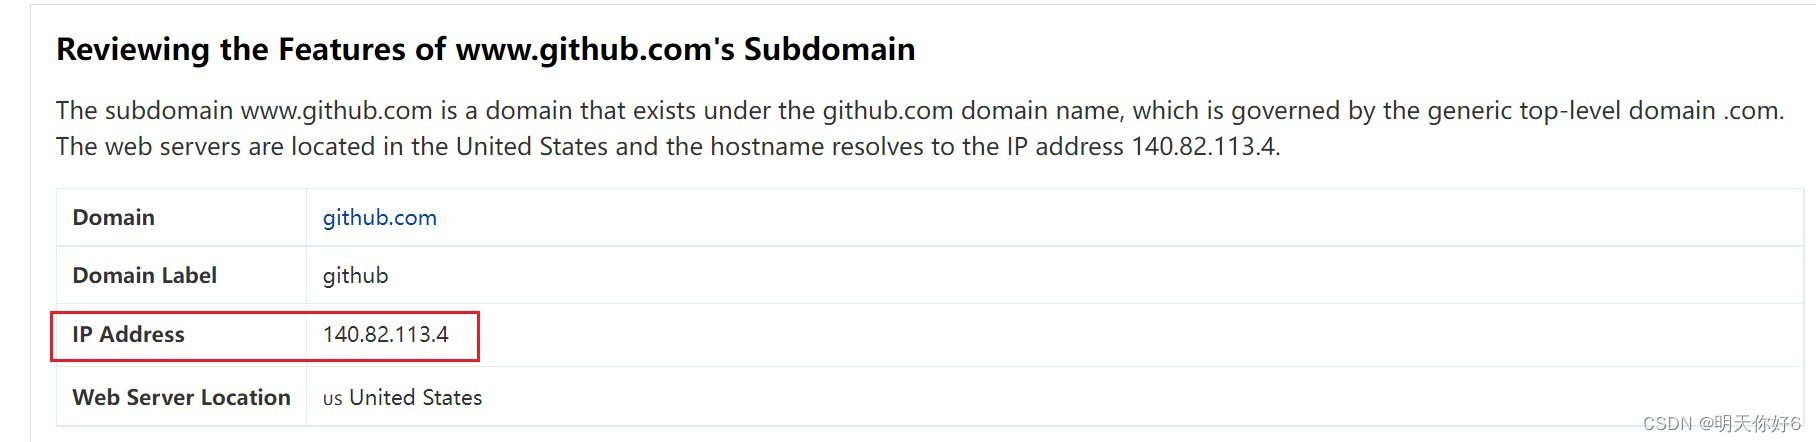 Reviewing the Features of www.github.com's Subdomain
The subdomain www.github.com is a domain that exists under the github.com domain name, which is governed by the generic top-level domain .com.
The web servers are located in the United States and the hostname resolves to the IP address 140.82.113.4.
Domain github.com
Domain Label github
IP Address 140.82.113.4
Web Server Location us United States
CSDN @明天你好6